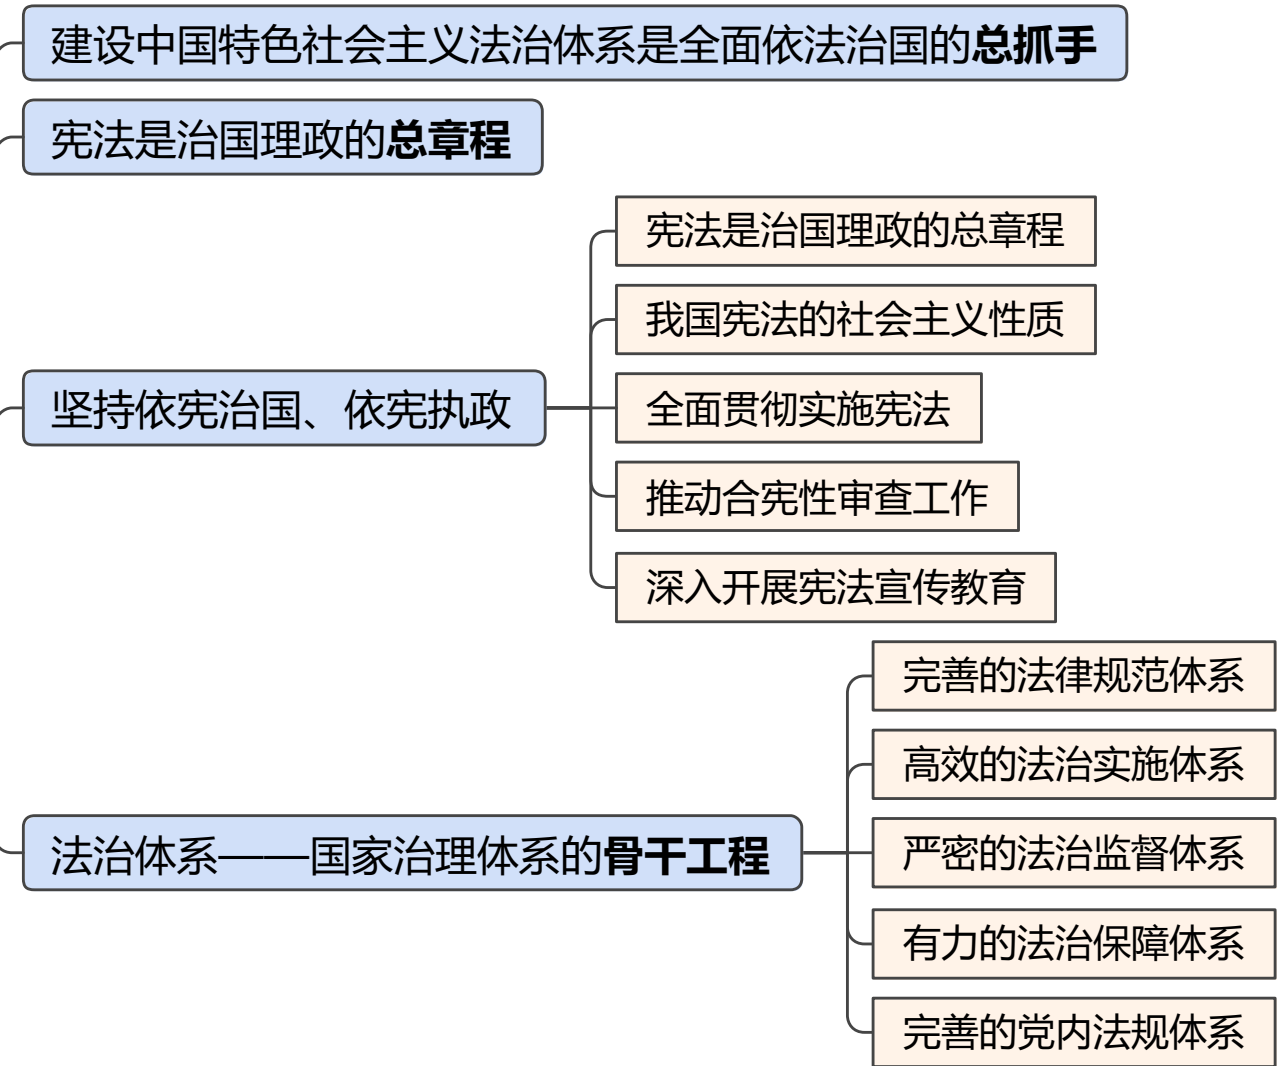 建设中国特色社会主义法治体系是全面依法治国的总抓手
宪法是治国理政的总章程
坚持依宪治国、依宪执政
宪法是治国理政的总章程
我国宪法的社会主义性质
全面贯彻实施宪法
推动合宪性审查工作
深入开展宪法宣传教育
法治体系——国家治理体系的骨干工程
完善的法律规范体系
高效的法治实施体系
严密的法治监督体系
有力的法治保障体系
完善的党内法规体系